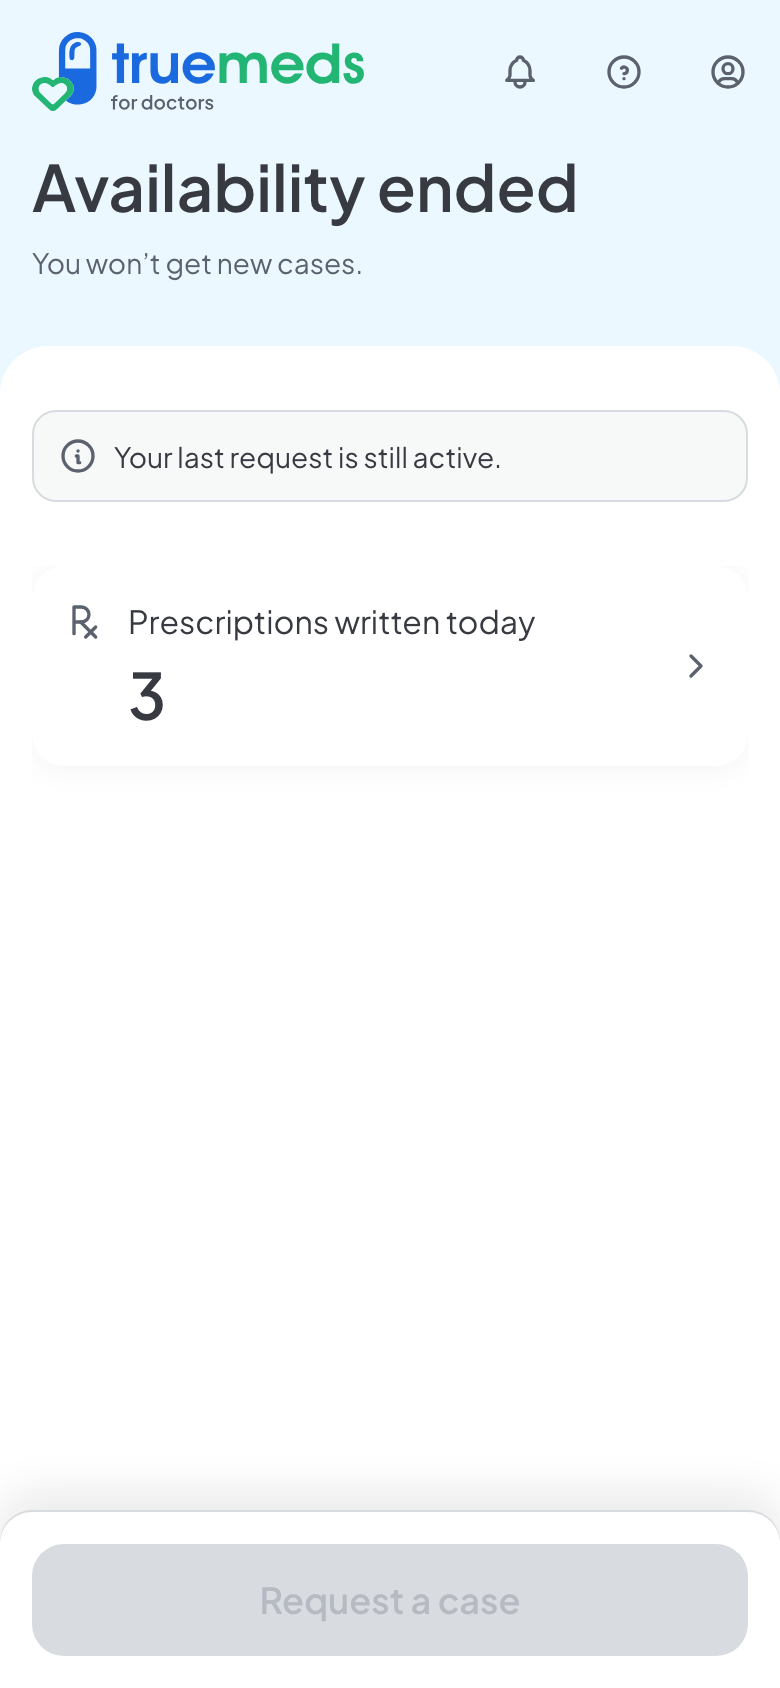 truemeds
for doctors
Availability ended
You won’t get new cases.
Your last request is still active.
Prescriptions written today
3
Request a case